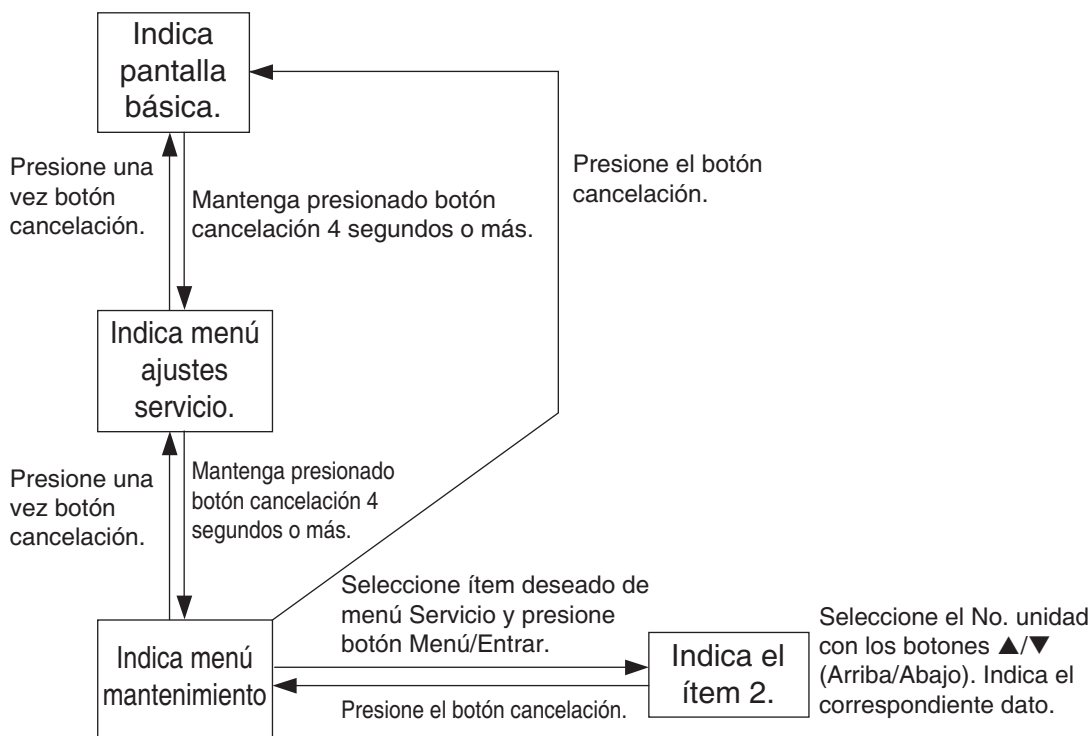 Indica
pantalla
básica.
Presione una
vez botón
cancelación.
Mantenga presionado botón
cancelación 4 segundos o más.
Presione el botón
cancelación.
Indica menú
ajustes
servicio.
Presione una
vez botón
cancelación.
Mantenga presionado
botón cancelación 4
segundos o más.
Seleccione ítem deseado de
menú Servicio y presione
botón Menú/Entrar.
Indica menú
mantenimiento
Presione el botón cancelación.
Indica el
ítem 2.
Seleccione el No. unidad
con los botones ▲/▼
(Arriba/Abajo). Indica el
correspondiente dato.